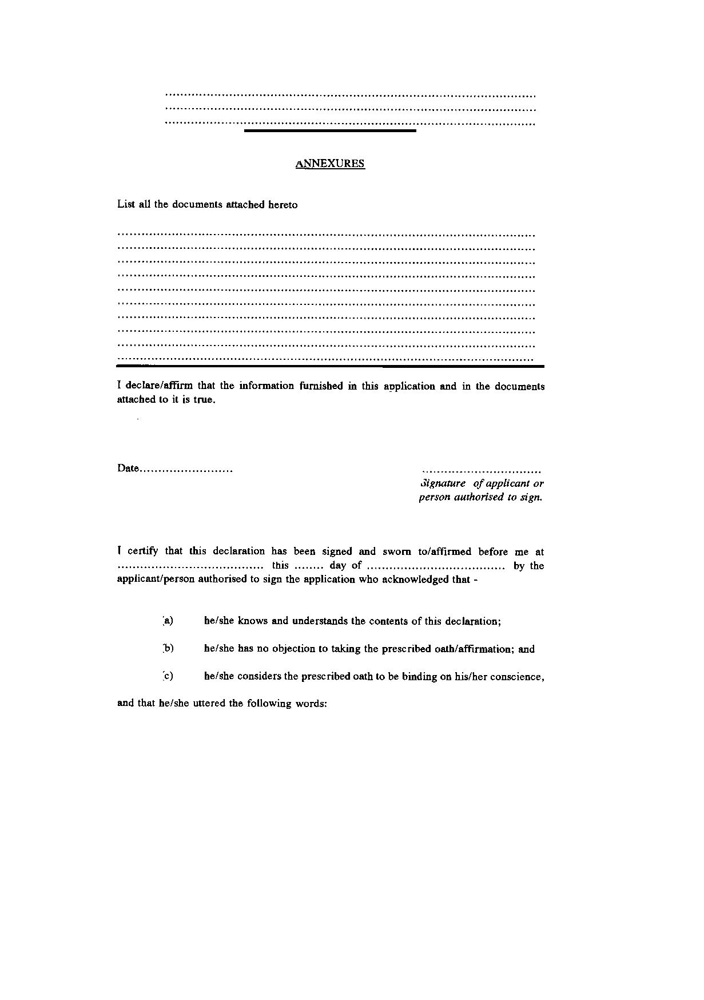 ..........................................................................................
..........................................................................................
..........................................................................................
ANNEXURES
List all the documents attached hereto
..........................................................................................
..........................................................................................
..........................................................................................
..........................................................................................
..........................................................................................
..........................................................................................
..........................................................................................
..........................................................................................
..........................................................................................
..........................................................................................
I declare/affirm that the information furnished in this application and in the documents
attached to it is true.
Date......................... ................................
Signature of applicant or
person authorised to sign.
I certify that this declaration has been signed and sworn to/affirmed before me at
....................................... this ........ day of ..................................... by the
applicant/person authorised to sign the application who acknowledged that -
(a) he/she knows and understands the contents of this declaration;
(b) he/she has no objection to taking the prescribed oath/affirmation; and
(c) he/she considers the prescribed oath to be binding on his/her conscience,
and that he/she uttered the following words: